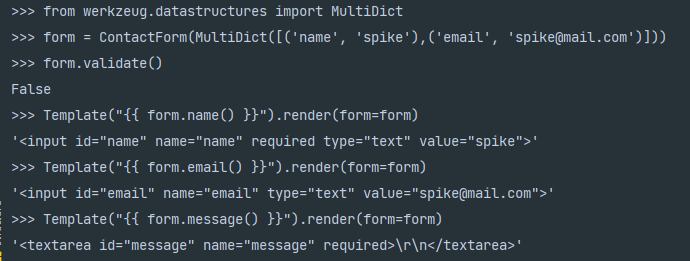 >>> from werkzeug.datastructures import MultiDict
>>> form = ContactForm(MultiDict([('name', 'spike'),('email', 'spike@mail.com')]))
>>> form.validate()
False
>>> Template("{{ form.name() }}").render(form=form)
'<input id="name" name="name" required type="text" value="spike">'
>>> Template("{{ form.email() }}").render(form=form)
'<input id="email" name="email" type="text" value="spike@mail.com">'
>>> Template("{{ form.message() }}").render(form=form)
'<textarea id="message" name="message" required>\r\n</textarea>'